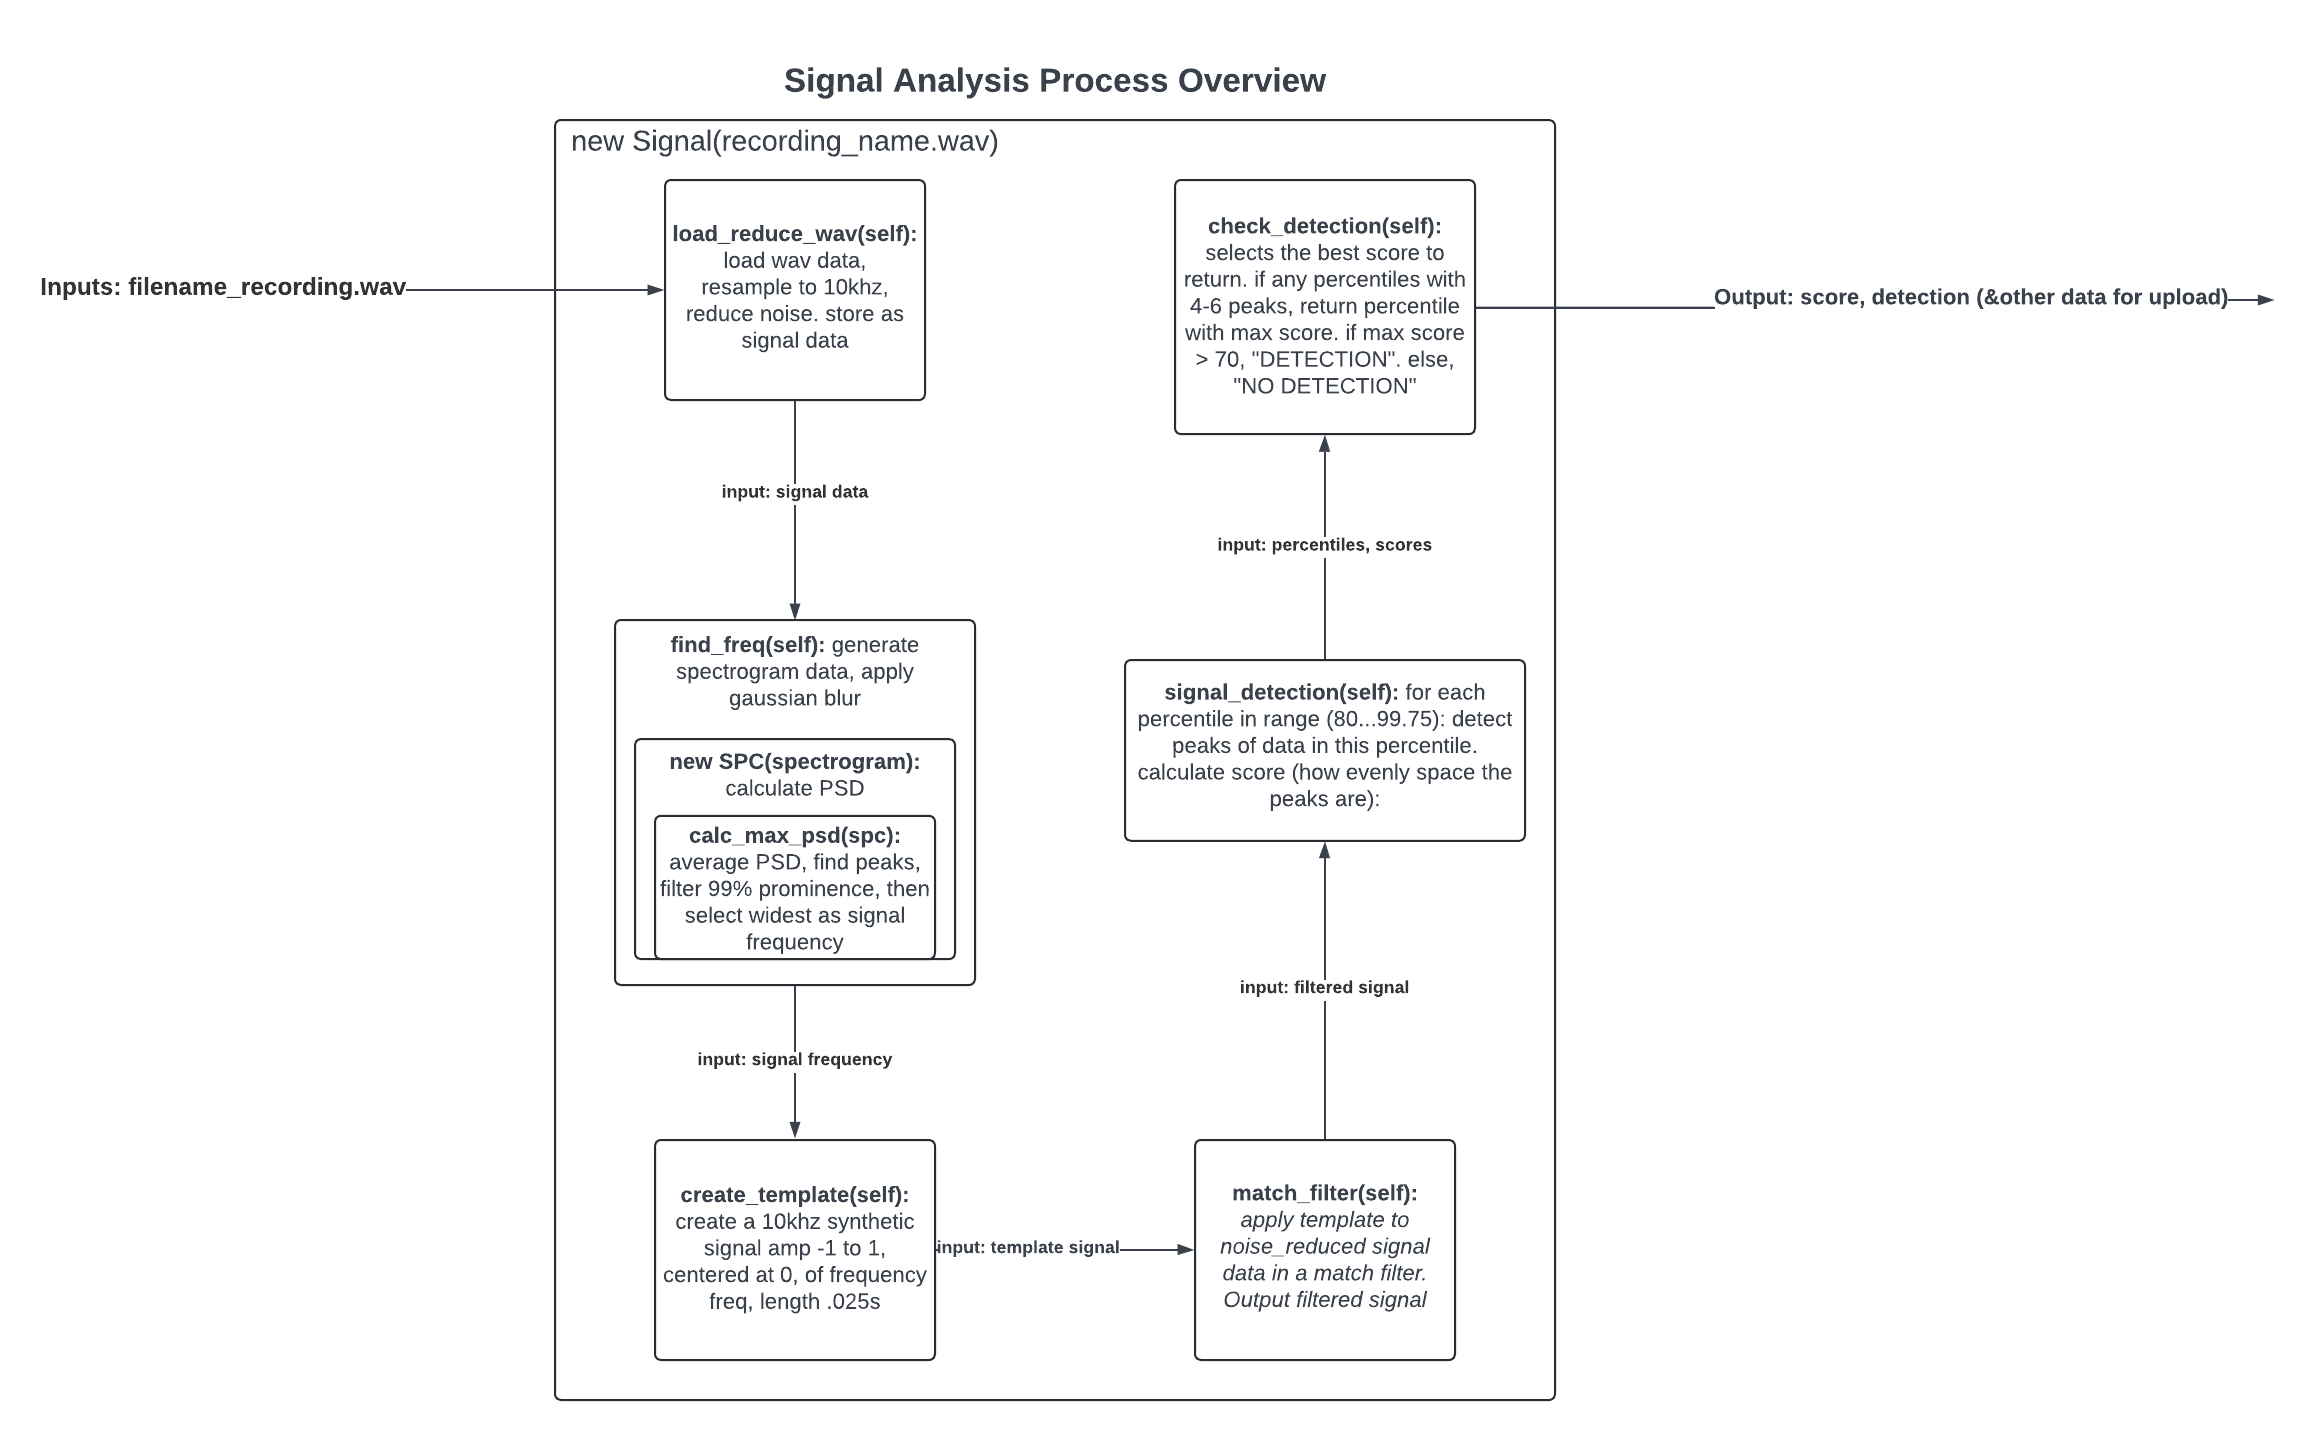 Signal Analysis Process Overview
new Signal(recording_name.wav)
Inputs: filename_recording.wav
load_reduce_wav(self):
load wav data,
resample to 10khz,
reduce noise. store as
signal data
input: signal data
find_freq(self): generate
spectrogram data, apply
gaussian blur
new SPC(spectrogram):
calculate PSD
calc_max_psd(spc):
average PSD, find peaks,
filter 99% prominence, then
select widest as signal
frequency
input: signal frequency
create_template(self):
create a 10khz synthetic
signal amp -1 to 1,
centered at 0, of frequency
freq, length .025s
input: template signal
match_filter(self):
apply template to
noise_reduced signal
data in a match filter.
Output filtered signal
input: filtered signal
signal_detection(self): for each
percentile in range (80...99.75): detect
peaks of data in this percentile.
calculate score (how evenly space the
peaks are):
input: percentiles, scores
check_detection(self):
selects the best score to
return. if any percentiles with
4-6 peaks, return percentile
with max score. if max score
> 70, "DETECTION". else,
"NO DETECTION"
Output: score, detection (&other data for upload)